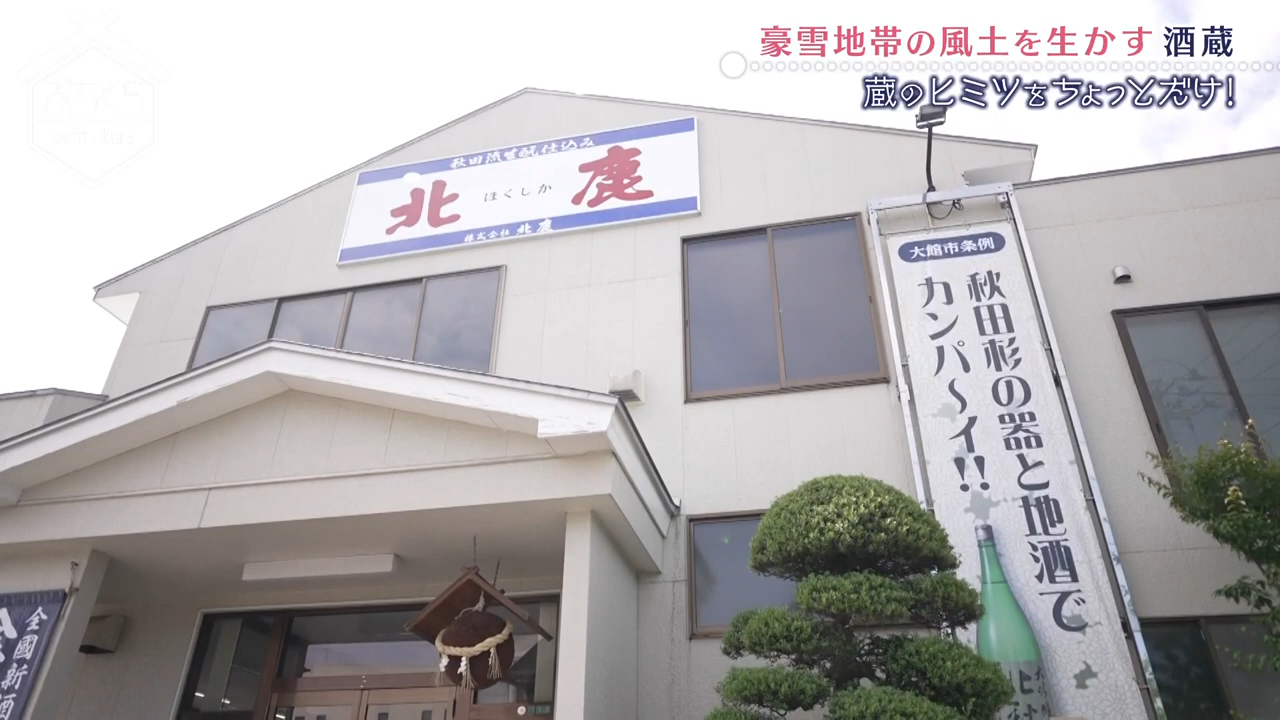 豪雪地帯の風土を生かす 酒蔵
蔵のヒミツをちょっとだけ!
秋田流生酛仕込み
北鹿
ほくしか
株式会社 北鹿
大館市条例
秋田杉の器と地酒で
カンパ〜イ!!
全國新酒